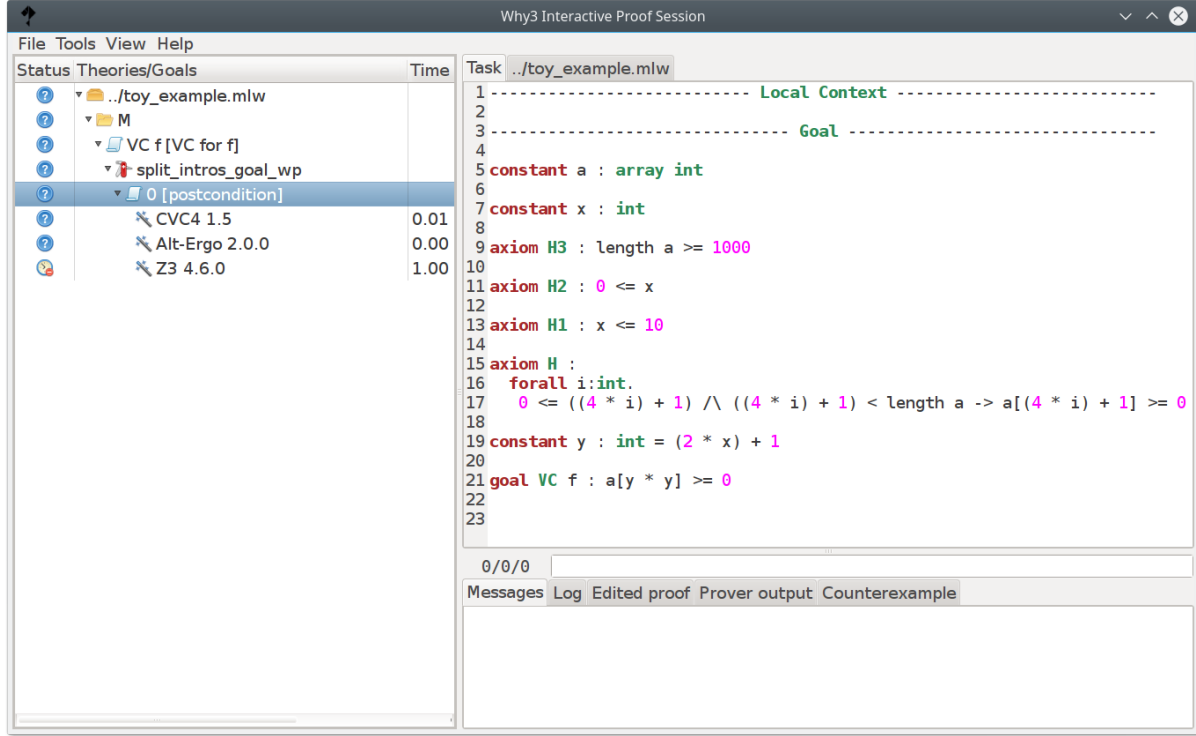 Why3 Interactive Proof Session
File Tools View Help
Status Theories/Goals Time
../toy_example.mlw
M
VC f [VC for f]
split_intros_goal_wp
0 [postcondition]
CVC4 1.5 0.01
Alt-Ergo 2.0.0 0.00
Z3 4.6.0 1.00
Task ../toy_example.mlw
1 --------------------------- Local Context ---------------------------
2
3 ------------------------------- Goal --------------------------------
4
5 constant a : array int
6
7 constant x : int
8
9 axiom H3 : length a >= 1000
10
11 axiom H2 : 0 <= x
12
13 axiom H1 : x <= 10
14
15 axiom H :
16 forall i:int.
17 0 <= ((4 * i) + 1) /\ ((4 * i) + 1) < length a -> a[(4 * i) + 1] >= 0
18
19 constant y : int = (2 * x) + 1
20
21 goal VC f : a[y * y] >= 0
22
23
0/0/0
Messages Log Edited proof Prover output Counterexample